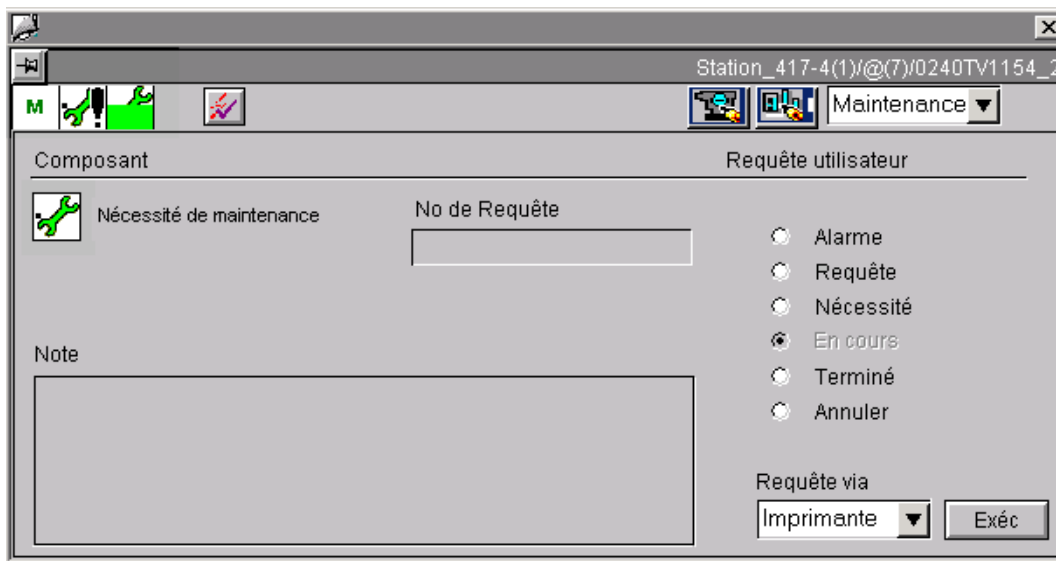 Station_417-4(1)/@(7)/0240TV1154_2
M
Maintenance
Composant
Requête utilisateur
Nécessité de maintenance
No de Requête
Alarme
Requête
Nécessité
En cours
Terminé
Annuler
Note
Requête via
Imprimante
Exéc